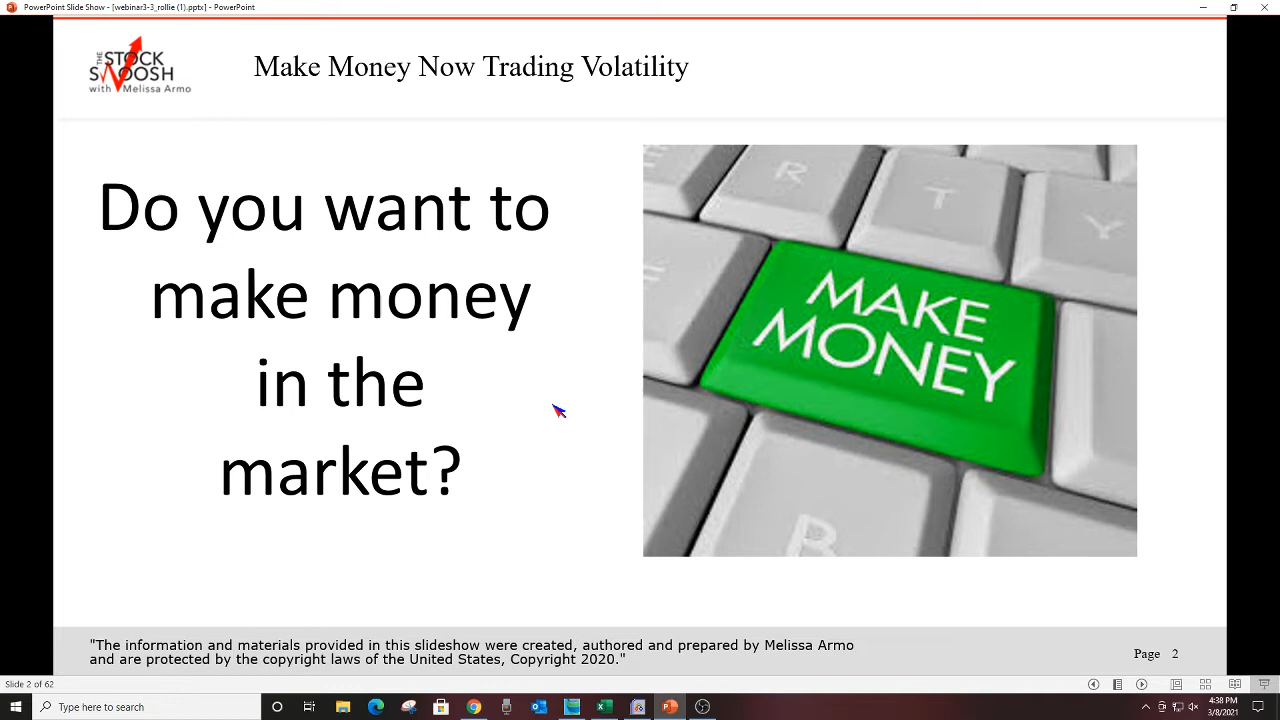 PowerPoint Slide Show - [webinar3-3_rollie (1).pptx] - PowerPoint
THE STOCK
SWOOSH
with Melissa Armo
Make Money Now Trading Volatility
Do you want to
make money
in the
market?
E R T Y
MAKE
MONEY
B
"The information and materials provided in this slideshow were created, authored and prepared by Melissa Armo
and are protected by the copyright laws of the United States, Copyright 2020."
Page 2
Slide 2 of 62
Type here to search
4:38 PM
3/8/2021